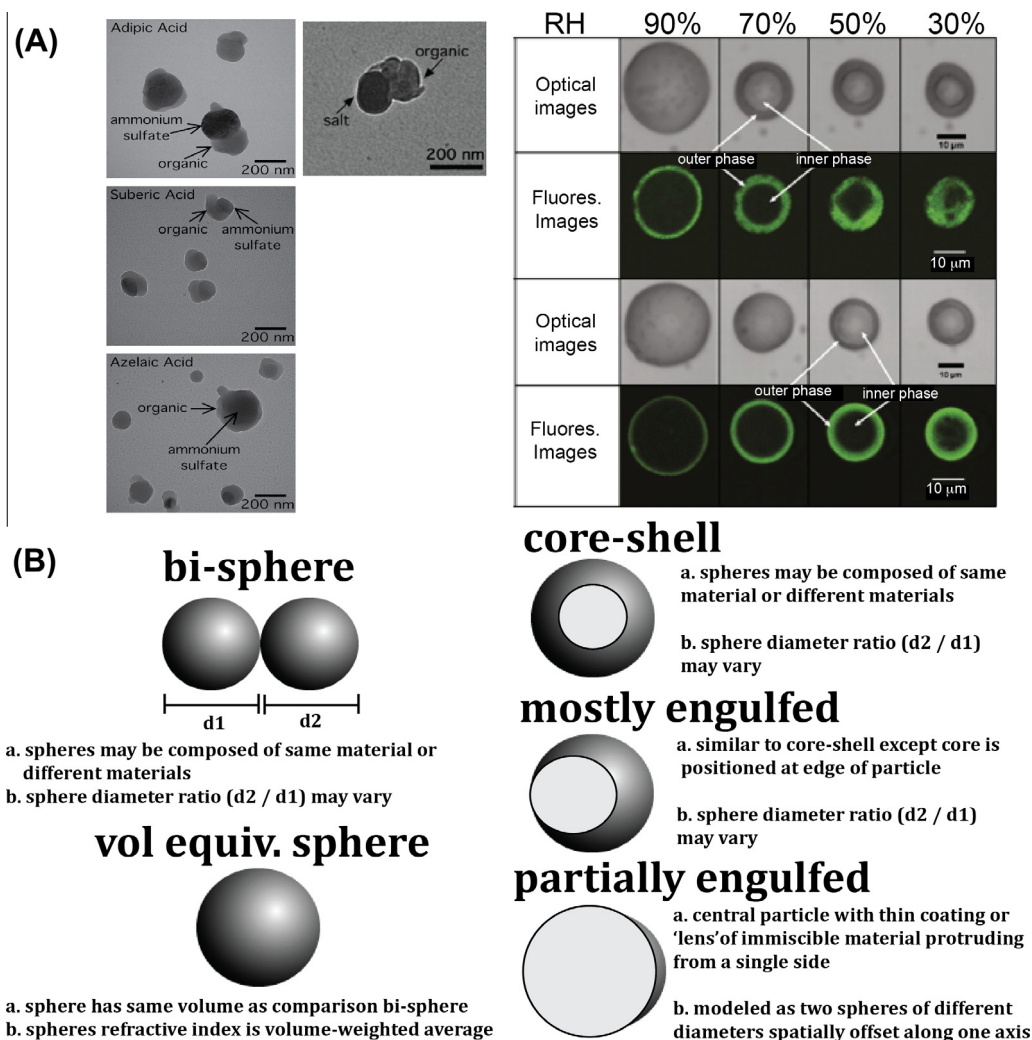 (A)
Adipic Acid
ammonium
sulfate
organic
200 nm
organic
salt
200 nm
Suberic Acid
organic
ammonium
sulfate
200 nm
Azelaic Acid
organic
ammonium
sulfate
200 nm
RH 90% 70% 50% 30%
Optical
images
10 µm
outer phase inner phase
Fluores.
Images
10 µm
Optical
images
10 µm
outer phase inner phase
Fluores.
Images
10 µm
(B)
bi-sphere
d1 d2
a. spheres may be composed of same material or
different materials
b. sphere diameter ratio (d2 / d1) may vary
vol equiv. sphere
a. sphere has same volume as comparison bi-sphere
b. spheres refractive index is volume-weighted average
core-shell
a. spheres may be composed of same
material or different materials
b. sphere diameter ratio (d2 / d1)
may vary
mostly engulfed
a. similar to core-shell except core is
positioned at edge of particle
b. sphere diameter ratio (d2 / d1)
may vary
partially engulfed
a. central particle with thin coating or
‘lens’of immiscible material protruding
from a single side
b. modeled as two spheres of different
diameters spatially offset along one axis